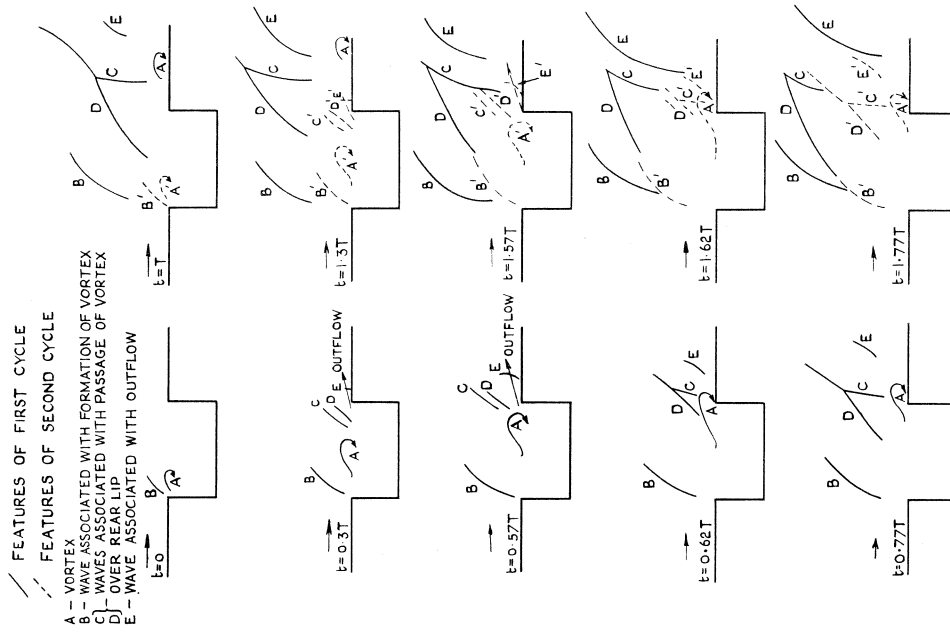 FEATURES OF FIRST CYCLE
FEATURES OF SECOND CYCLE
A – VORTEX
B – WAVE ASSOCIATED WITH FORMATION OF VORTEX
C}– WAVES ASSOCIATED WITH PASSAGE OF VORTEX
D}– OVER REAR LIP
E – WAVE ASSOCIATED WITH OUTFLOW
t=0
B
A
t=T
B
B'
A'
D
C
E
A
t=0·3T
B
A
C
D
E
OUTFLOW
t=1·3T
B
B'
A'
D
C
C'
D'
E'
E
A
t=0·57T
B
A
C
D
E
OUTFLOW
t=1·57T
B
B'
A'
D
C
C'
D'
E'
E
t=0·62T
B
D
C
A
E
t=1·62T
B
B'
D
C
D'
C'
E'
A'
E
t=0·77T
B
D
C
A
E
t=1·77T
B
B'
D
C
D'
C'
E'
A'
E